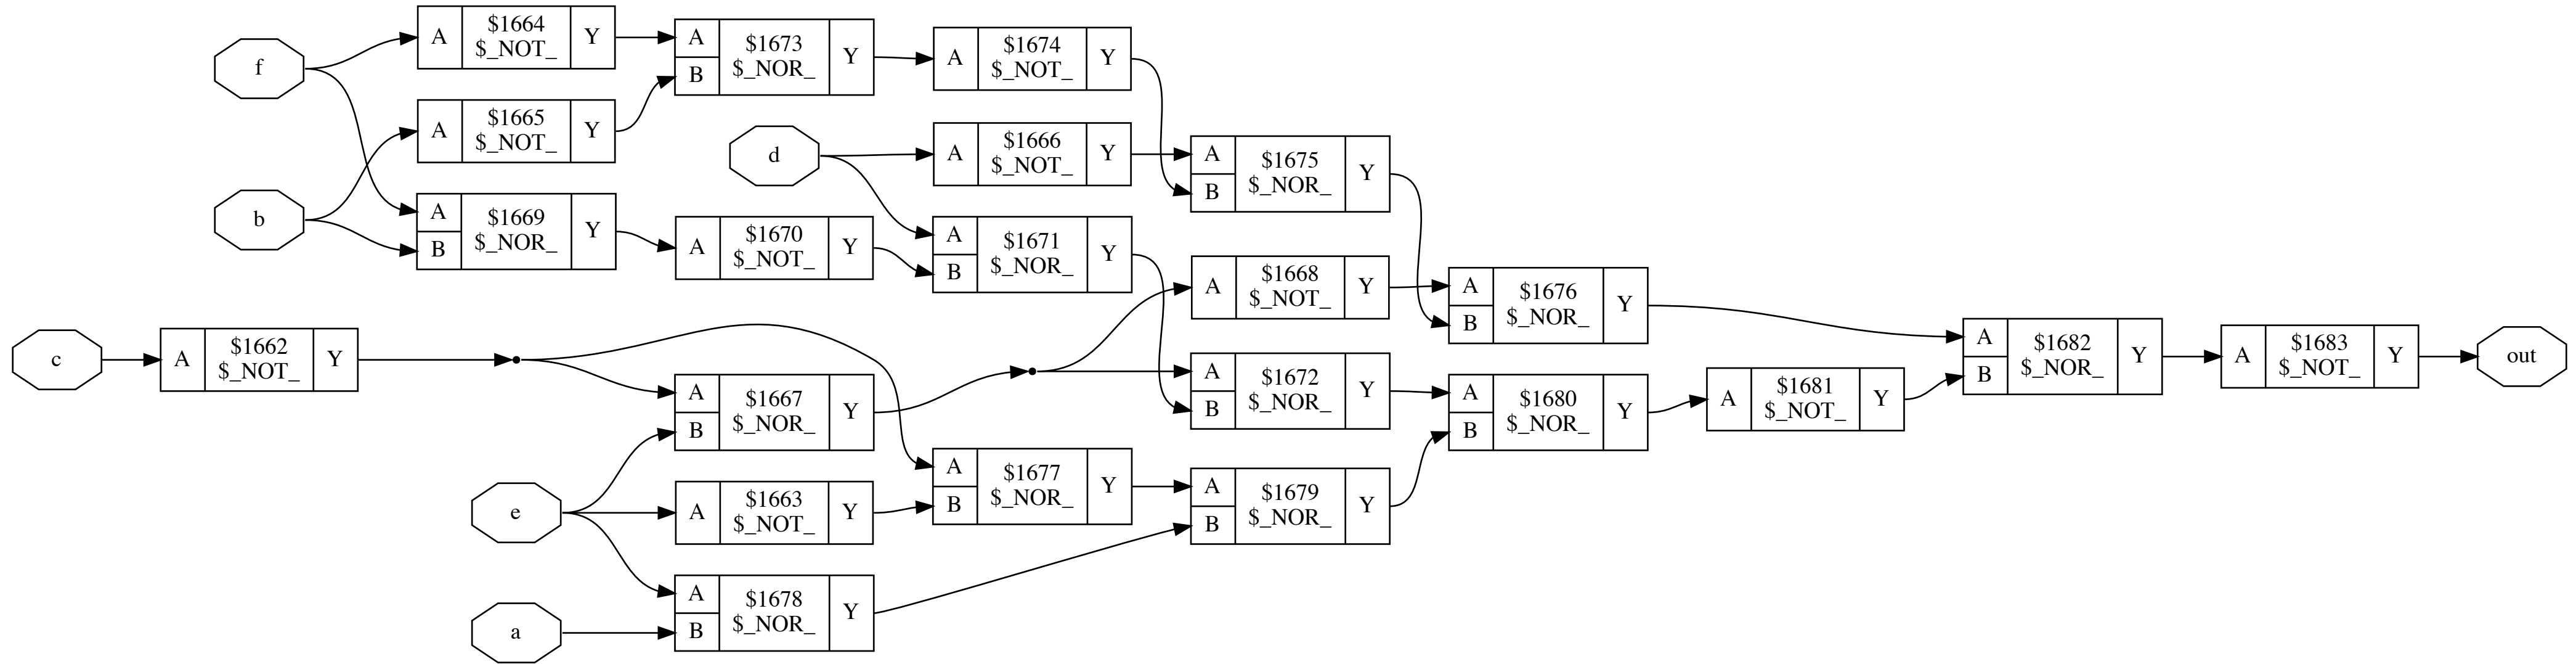 f
b
c
e
a
d
A $1664 $_NOT_ Y
A $1665 $_NOT_ Y
A B $1669 $_NOR_ Y
A $1662 $_NOT_ Y
A B $1673 $_NOR_ Y
A $1670 $_NOT_ Y
A B $1667 $_NOR_ Y
A $1663 $_NOT_ Y
A B $1678 $_NOR_ Y
A $1674 $_NOT_ Y
A $1666 $_NOT_ Y
A B $1671 $_NOR_ Y
A B $1677 $_NOR_ Y
A B $1675 $_NOR_ Y
A $1668 $_NOT_ Y
A B $1672 $_NOR_ Y
A B $1679 $_NOR_ Y
A B $1676 $_NOR_ Y
A B $1680 $_NOR_ Y
A $1681 $_NOT_ Y
A B $1682 $_NOR_ Y
A $1683 $_NOT_ Y
out